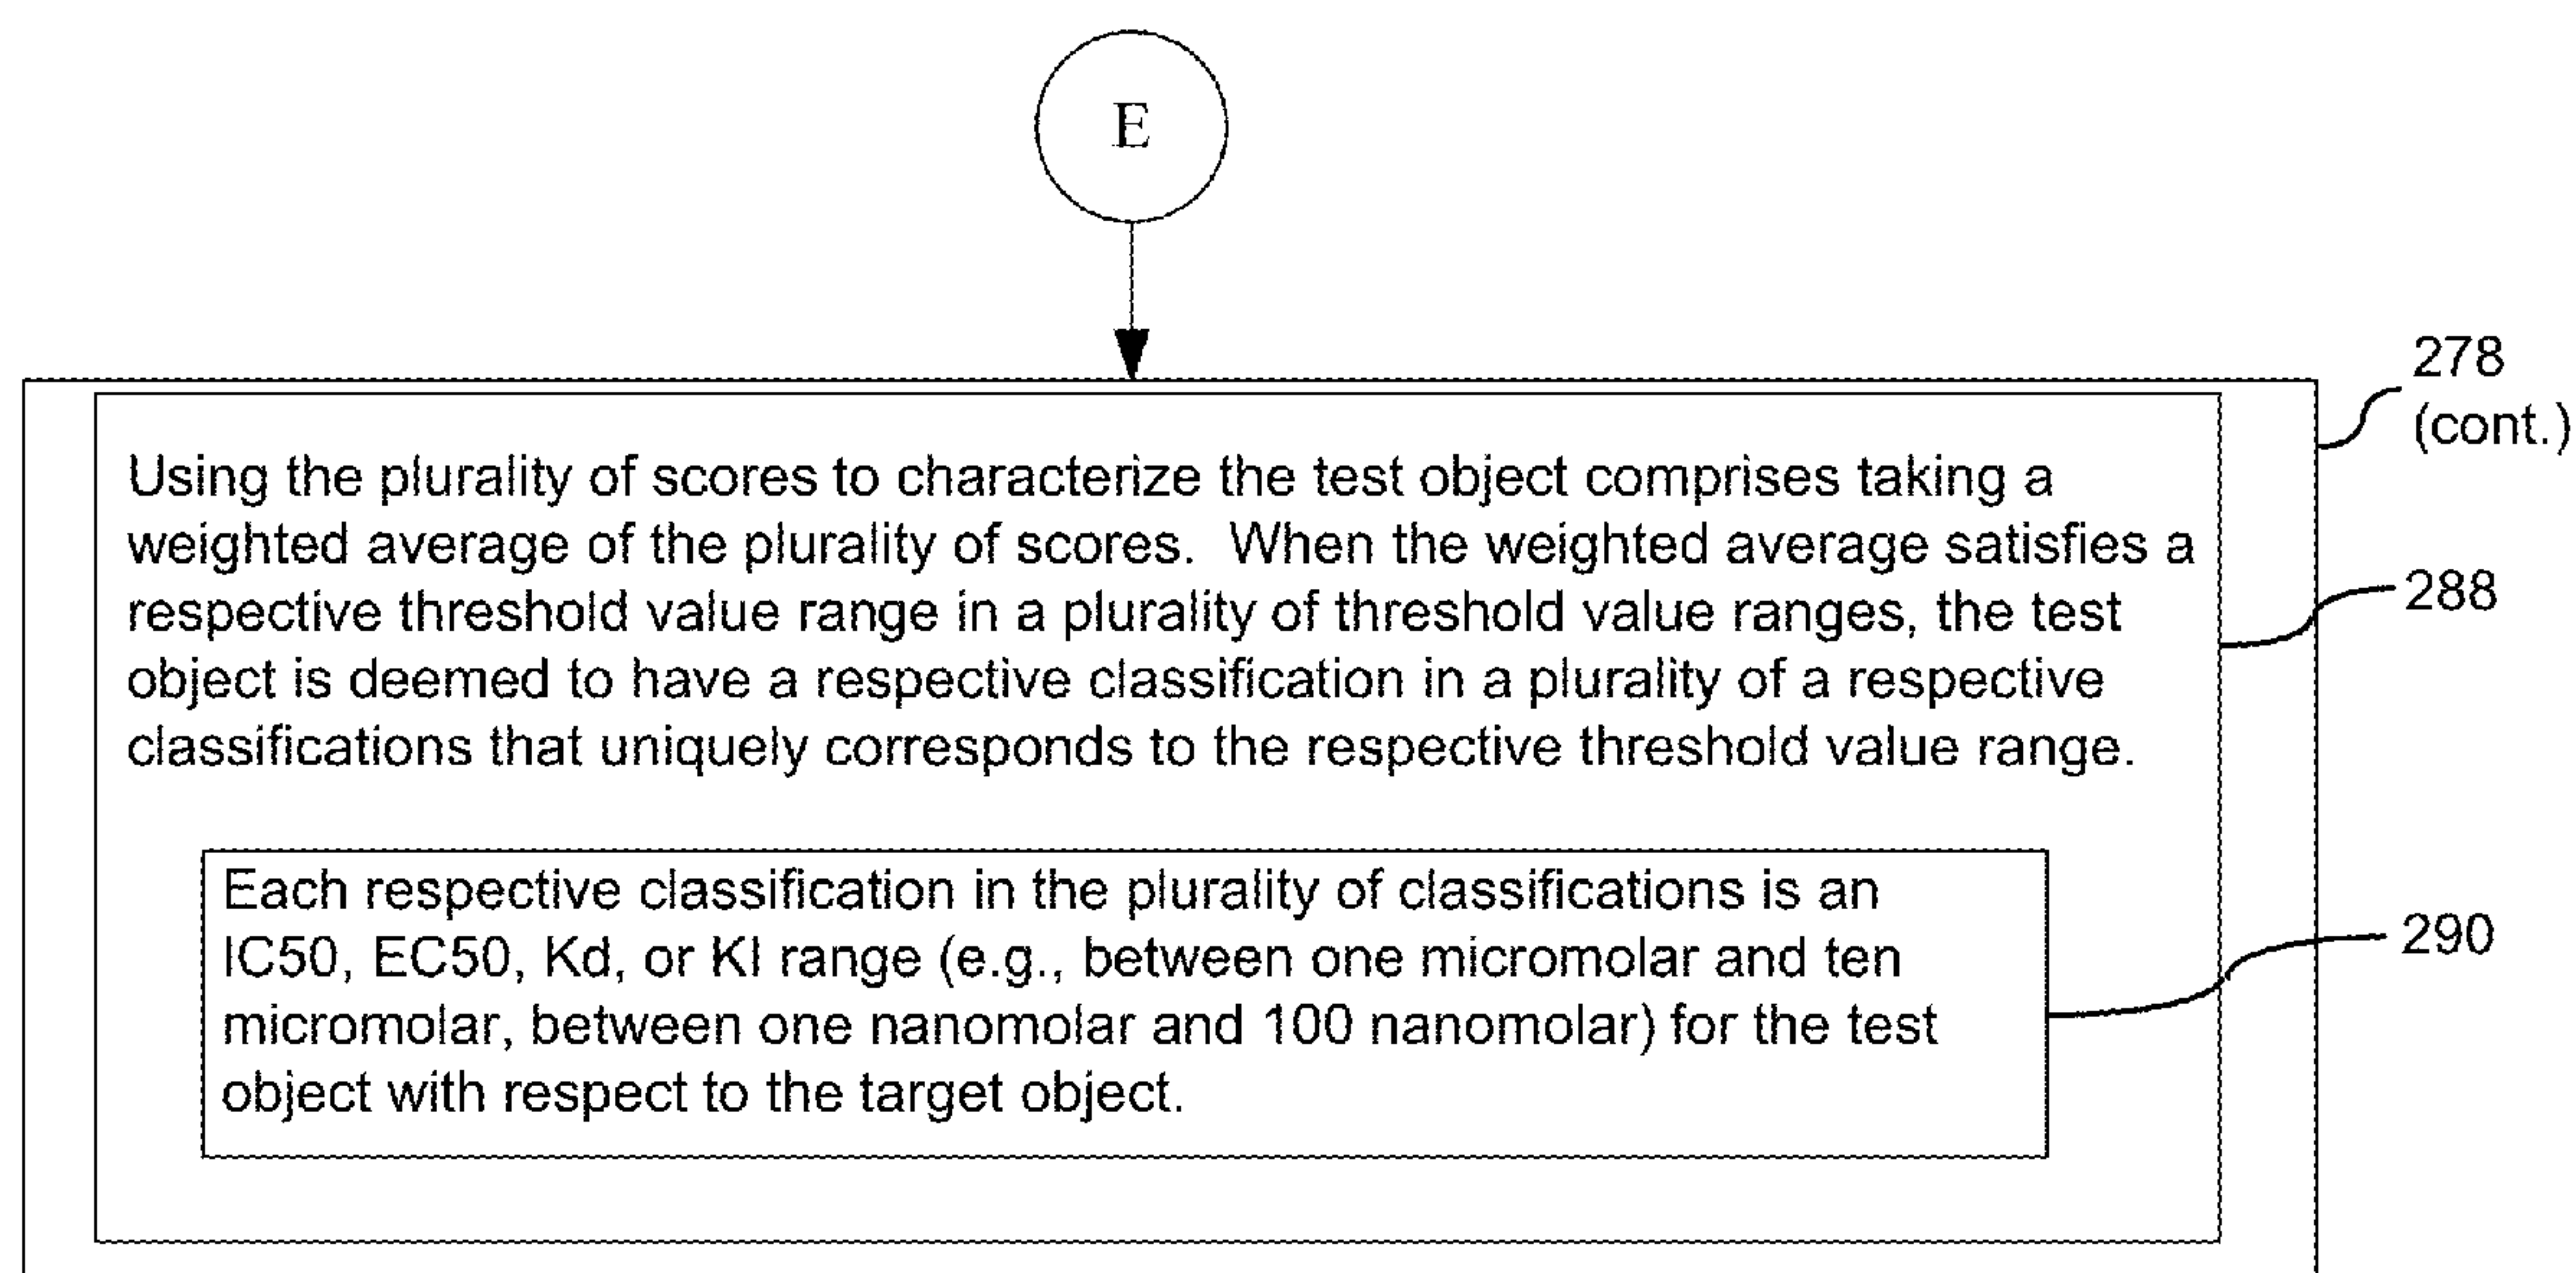 E
278
(cont.)
Using the plurality of scores to characterize the test object comprises taking a
weighted average of the plurality of scores.  When the weighted average satisfies a
respective threshold value range in a plurality of threshold value ranges, the test
object is deemed to have a respective classification in a plurality of a respective
classifications that uniquely corresponds to the respective threshold value range.
288
Each respective classification in the plurality of classifications is an
IC50, EC50, Kd, or KI range (e.g., between one micromolar and ten
micromolar, between one nanomolar and 100 nanomolar) for the test
object with respect to the target object.
290